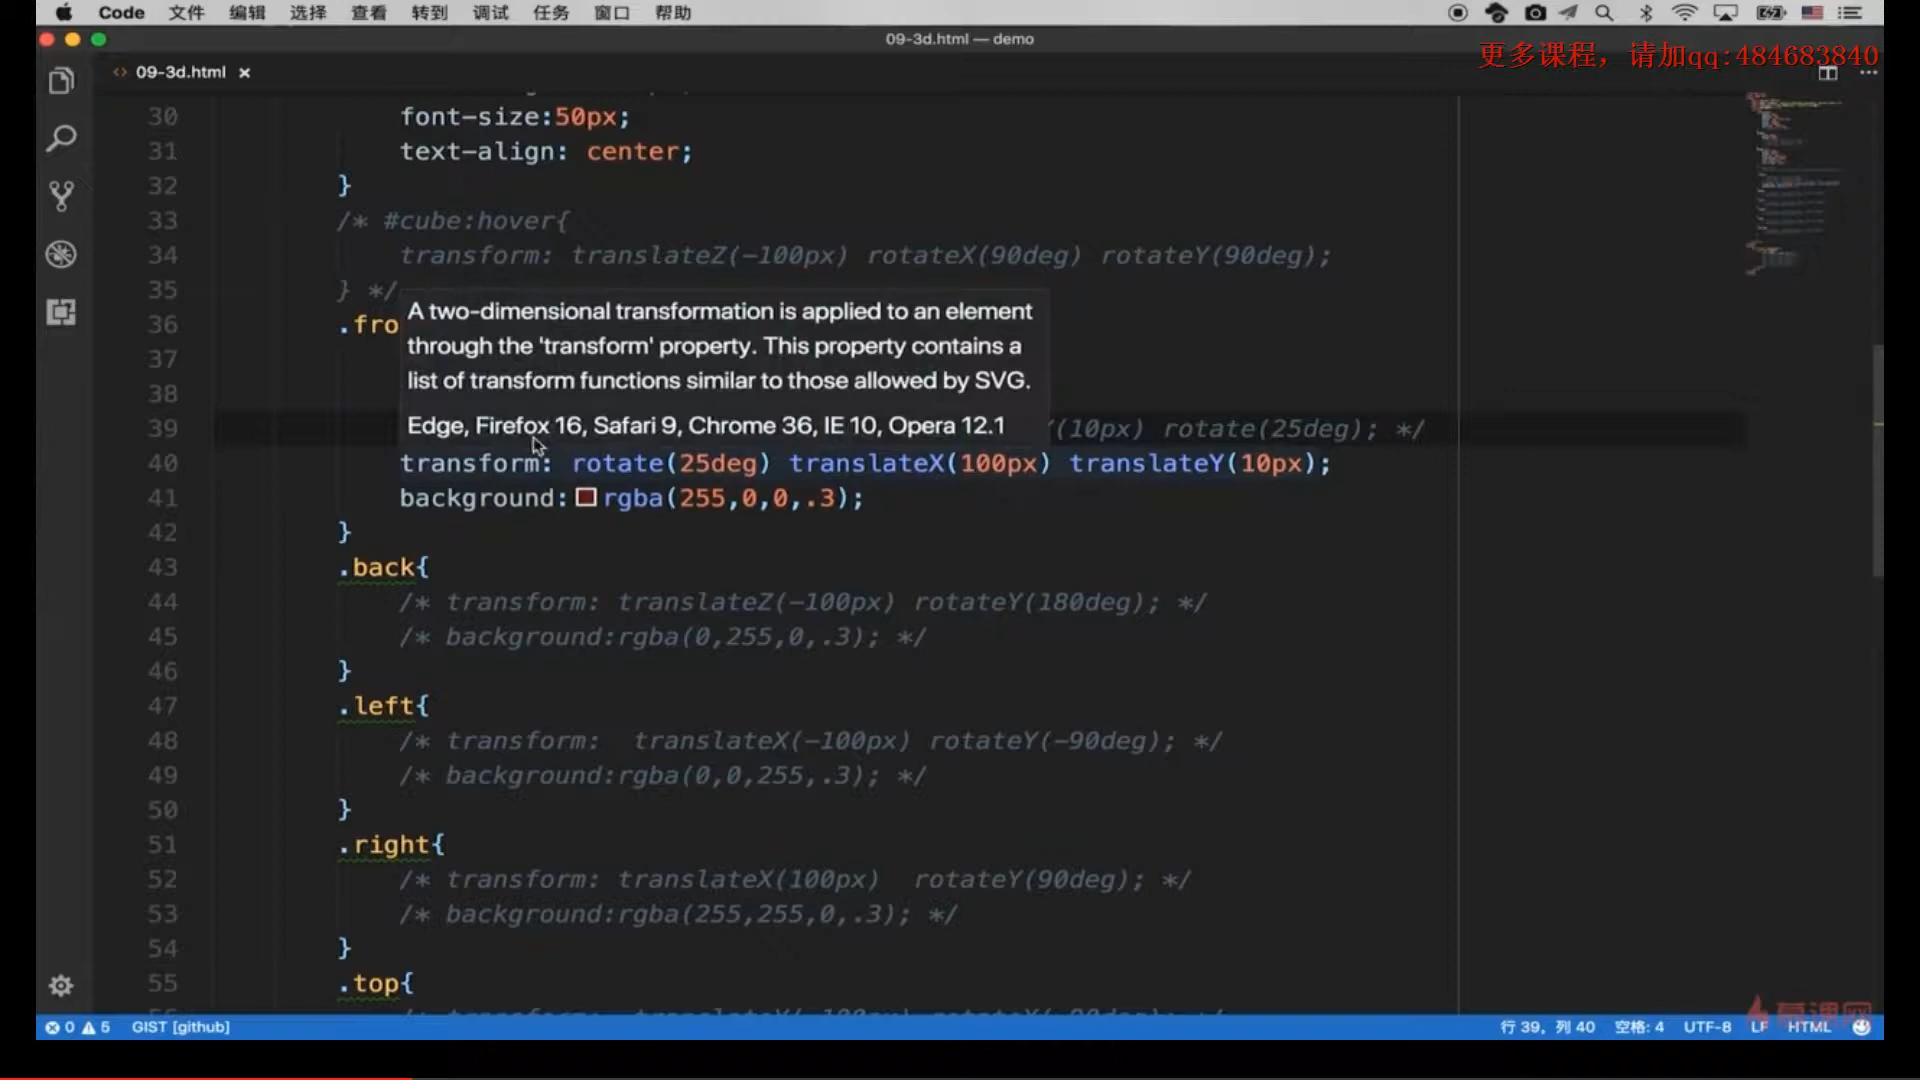 Code 文件 编辑 选择 查看 转到 调试 任务 窗口 帮助
09-3d.html — demo
更多课程，请加qq:484683840
<> 09-3d.html ×
30 font-size:50px;
31 text-align: center;
32 }
33 /* #cube:hover{
34 transform: translateZ(-100px) rotateX(90deg) rotateY(90deg);
35 } */
A two-dimensional transformation is applied to an element
36 .fro
through the 'transform' property. This property contains a
37
list of transform functions similar to those allowed by SVG.
38
Edge, Firefox 16, Safari 9, Chrome 36, IE 10, Opera 12.1
39 (10px) rotate(25deg); */
40 transform: rotate(25deg) translateX(100px) translateY(10px);
41 background: rgba(255,0,0,.3);
42 }
43 .back{
44 /* transform: translateZ(-100px) rotateY(180deg); */
45 /* background:rgba(0,255,0,.3); */
46 }
47 .left{
48 /* transform:  translateX(-100px) rotateY(-90deg); */
49 /* background:rgba(0,0,255,.3); */
50 }
51 .right{
52 /* transform: translateX(100px)  rotateY(90deg); */
53 /* background:rgba(255,255,0,.3); */
54 }
55 .top{
慕课网
0 5 GIST [github] 行 39，列 40 空格: 4 UTF-8 LF HTML